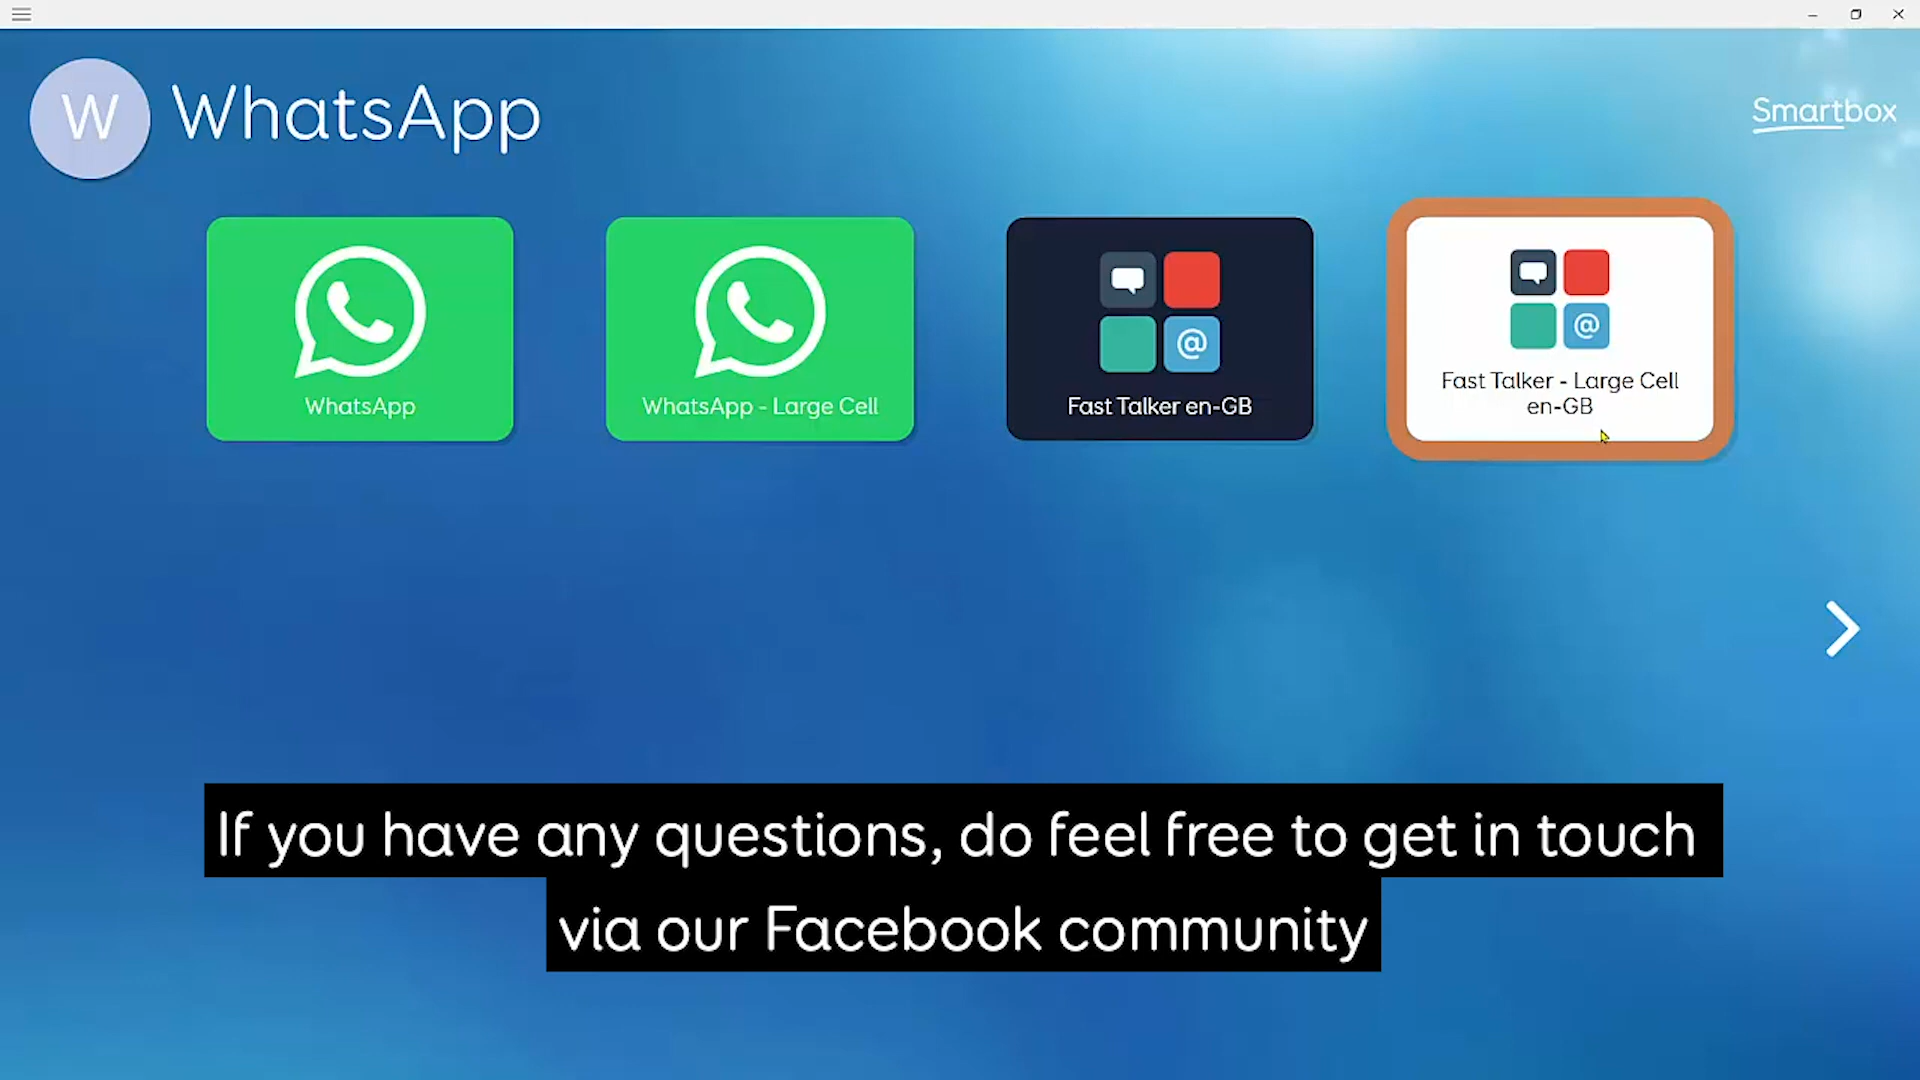 W WhatsApp
Smartbox
WhatsApp
WhatsApp - Large Cell
@
Fast Talker en-GB
@
Fast Talker - Large Cell
en-GB
If you have any questions, do feel free to get in touch
via our Facebook community